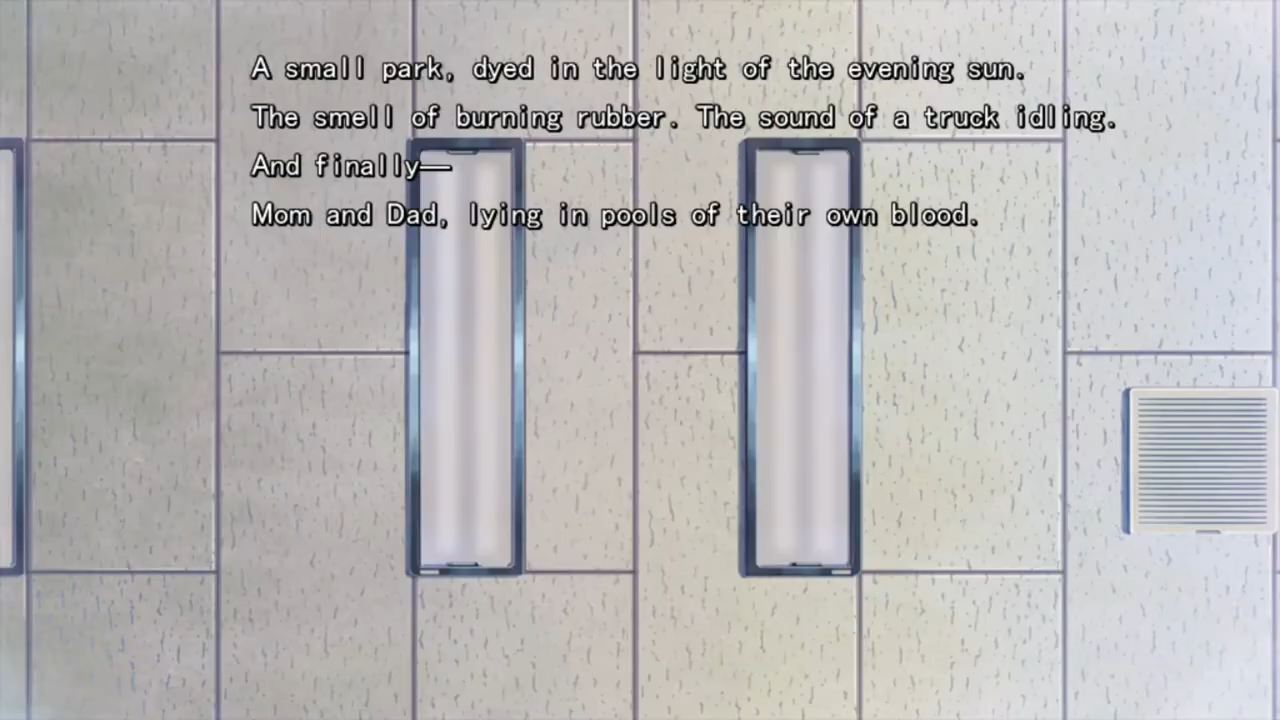 A small park, dyed in the light of the evening sun.
The smell of burning rubber. The sound of a truck idling.
And finally—
Mom and Dad, lying in pools of their own blood.